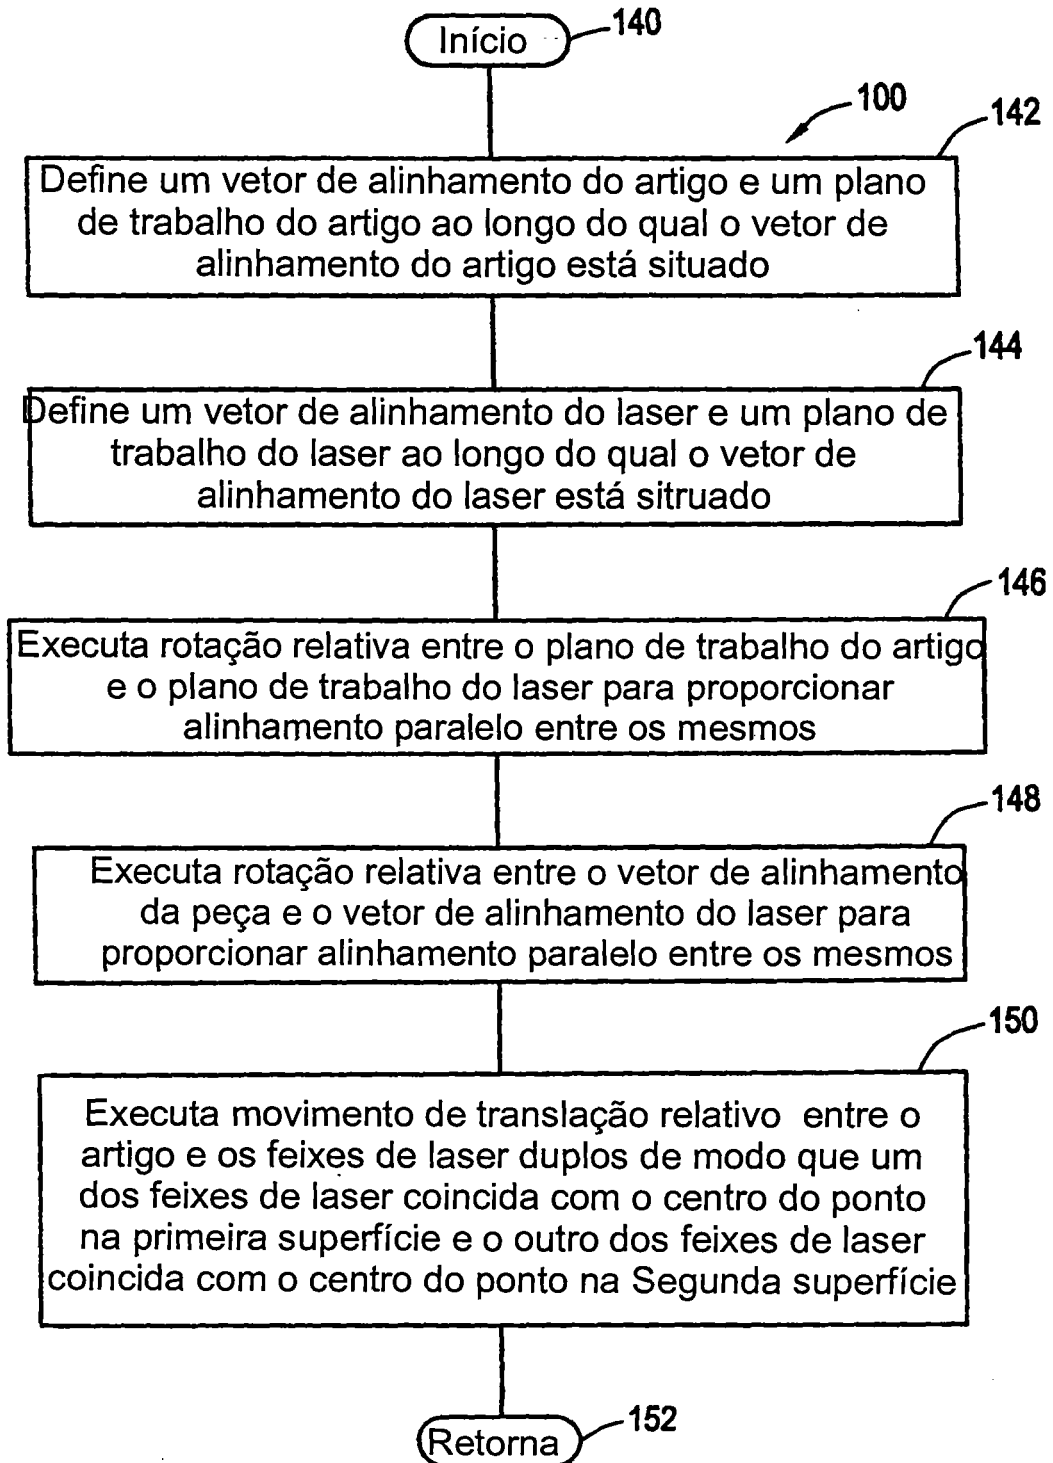 Início
140
100
142
Define um vetor de alinhamento do artigo e um plano
de trabalho do artigo ao longo do qual o vetor de
alinhamento do artigo está situado
144
Define um vetor de alinhamento do laser e um plano de
trabalho do laser ao longo do qual o vetor de
alinhamento do laser está sitruado
146
Executa rotação relativa entre o plano de trabalho do artigo
e o plano de trabalho do laser para proporcionar
alinhamento paralelo entre os mesmos
148
Executa rotação relativa entre o vetor de alinhamento
da peça e o vetor de alinhamento do laser para
proporcionar alinhamento paralelo entre os mesmos
150
Executa movimento de translação relativo entre o
artigo e os feixes de laser duplos de modo que um
dos feixes de laser coincida com o centro do ponto
na primeira superfície e o outro dos feixes de laser
coincida com o centro do ponto na Segunda superfície
152
Retorna